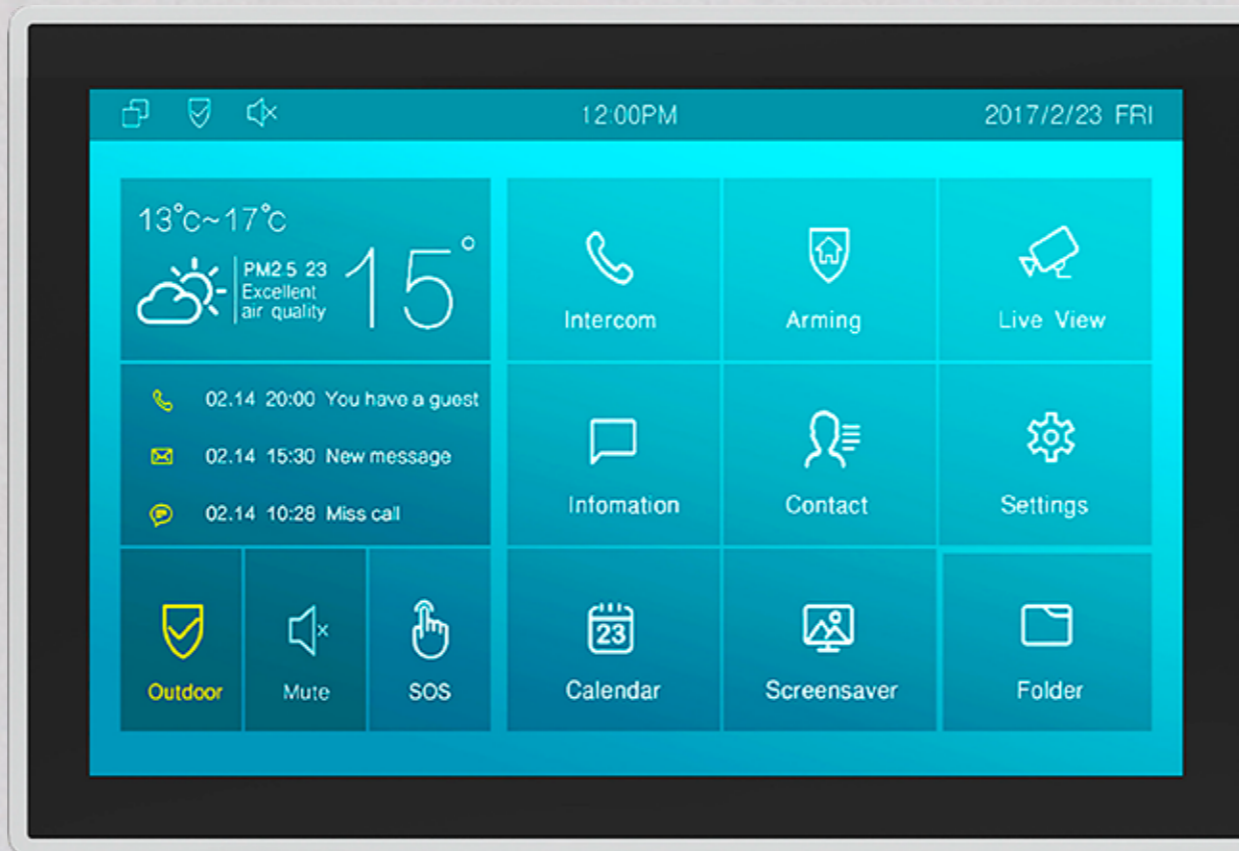 12:00PM
2017/2/23 FRI
13°C~17°C
PM2.5 23
Excellent
air quality
15°
02.14 20:00 You have a guest
02.14 15:30 New message
02.14 10:28 Miss call
Outdoor
Mute
SOS
Intercom
Arming
Live View
Infomation
Contact
Settings
23
Calendar
Screensaver
Folder